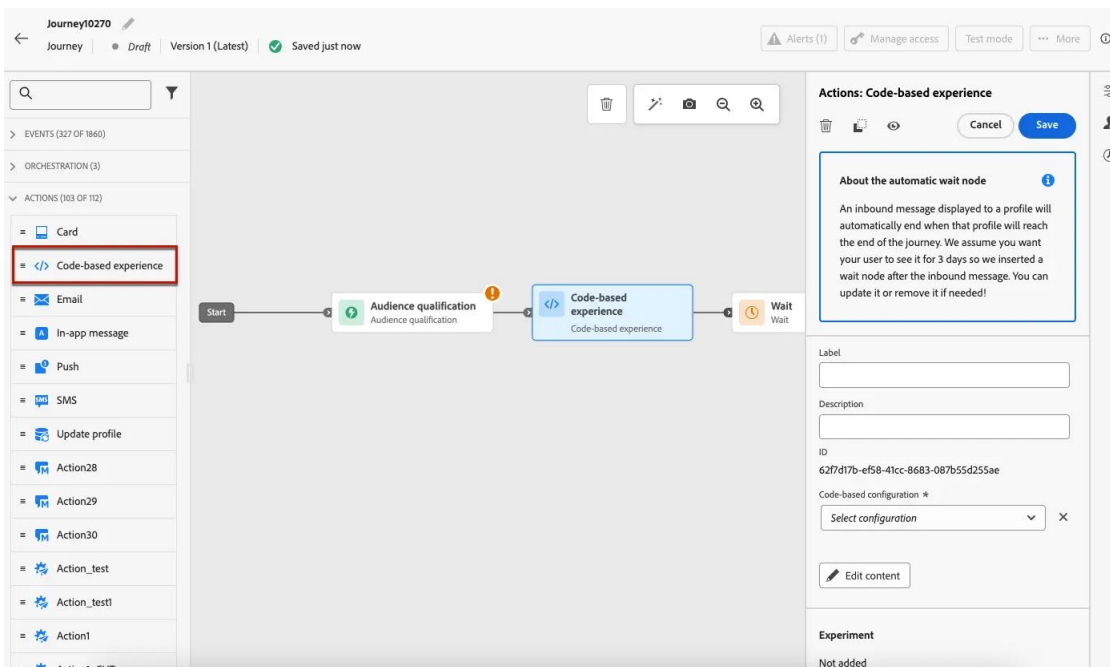 Journey10270
Journey
Draft
Version 1 (Latest)
Saved just now
Alerts (1)
Manage access
Test mode
More
EVENTS (327 OF 1860)
ORCHESTRATION (3)
ACTIONS (103 OF 112)
Card
Code-based experience
Email
In-app message
Push
SMS
Update profile
Action28
Action29
Action30
Action_test
Action_test1
Action1
Start
Audience qualification
Audience qualification
Code-based
experience
Code-based experience
Wait
Wait
Actions: Code-based experience
Cancel
Save
About the automatic wait node
An inbound message displayed to a profile will
automatically end when that profile will reach
the end of the journey. We assume you want
your user to see it for 3 days so we inserted a
wait node after the inbound message. You can
update it or remove it if needed!
Label
Description
ID
62f7d17b-ef58-41cc-8683-087b55d255ae
Code-based configuration *
Select configuration
Edit content
Experiment
Not added